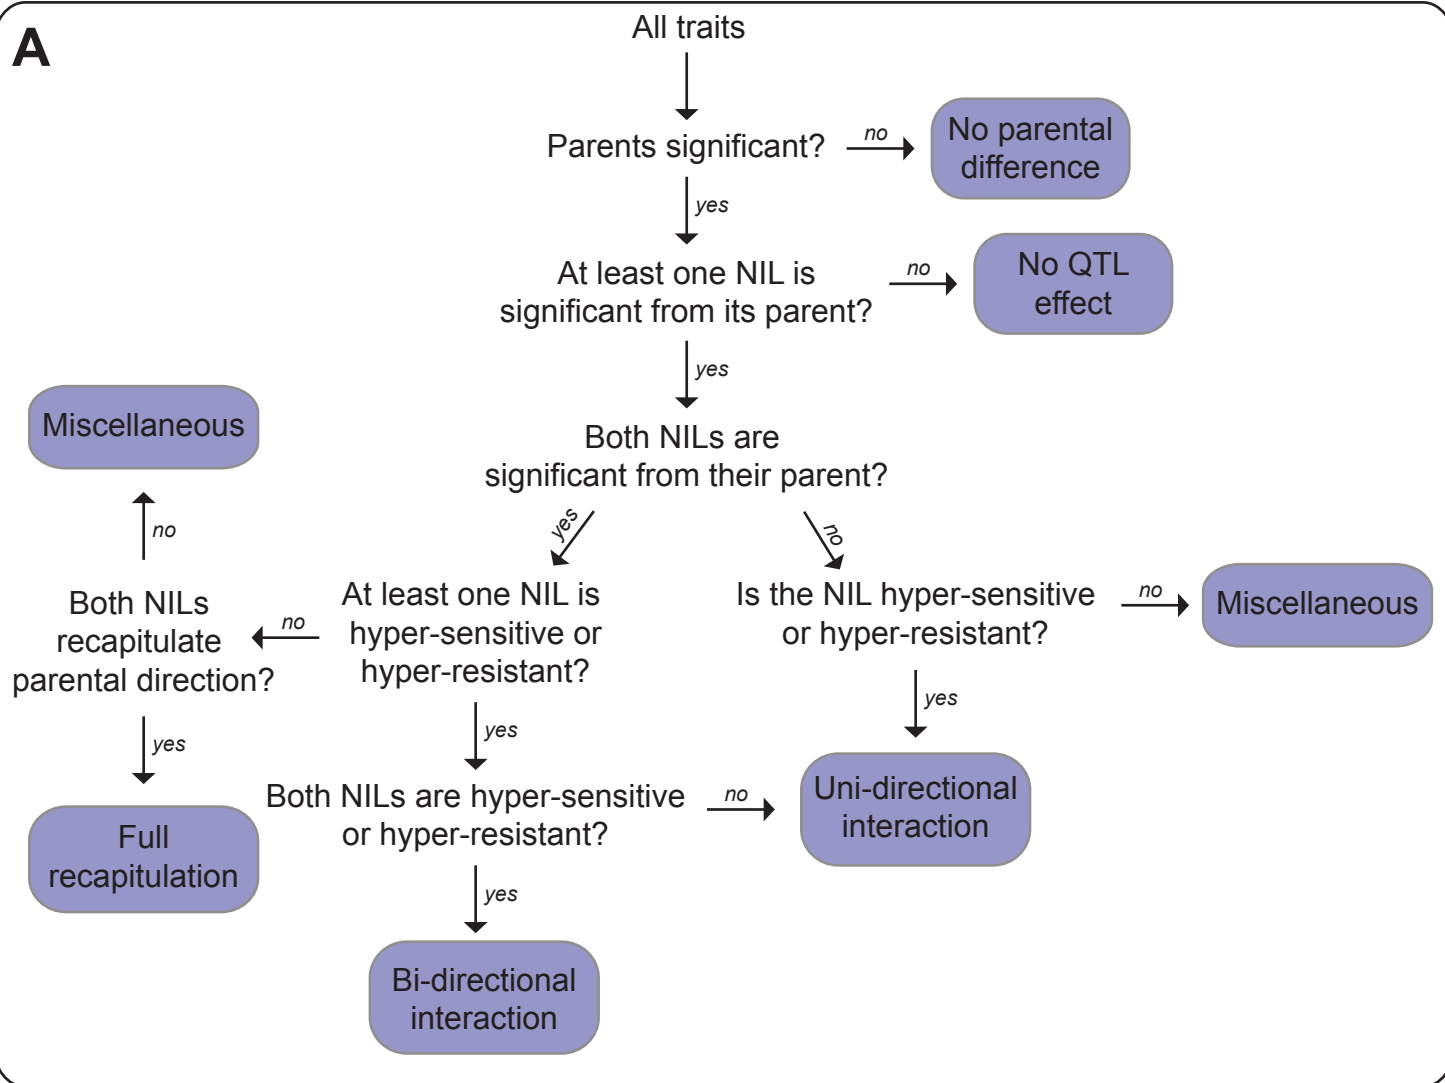 A
All traits
Parents significant?
no
No parental
difference
yes
At least one NIL is
significant from its parent?
no
No QTL
effect
yes
Both NILs are
significant from their parent?
yes
no
At least one NIL is
hyper-sensitive or
hyper-resistant?
no
Both NILs
recapitulate
parental direction?
no
Miscellaneous
yes
Full
recapitulation
yes
Both NILs are hyper-sensitive
or hyper-resistant?
no
yes
Bi-directional
interaction
Is the NIL hyper-sensitive
or hyper-resistant?
no
Miscellaneous
yes
Uni-directional
interaction